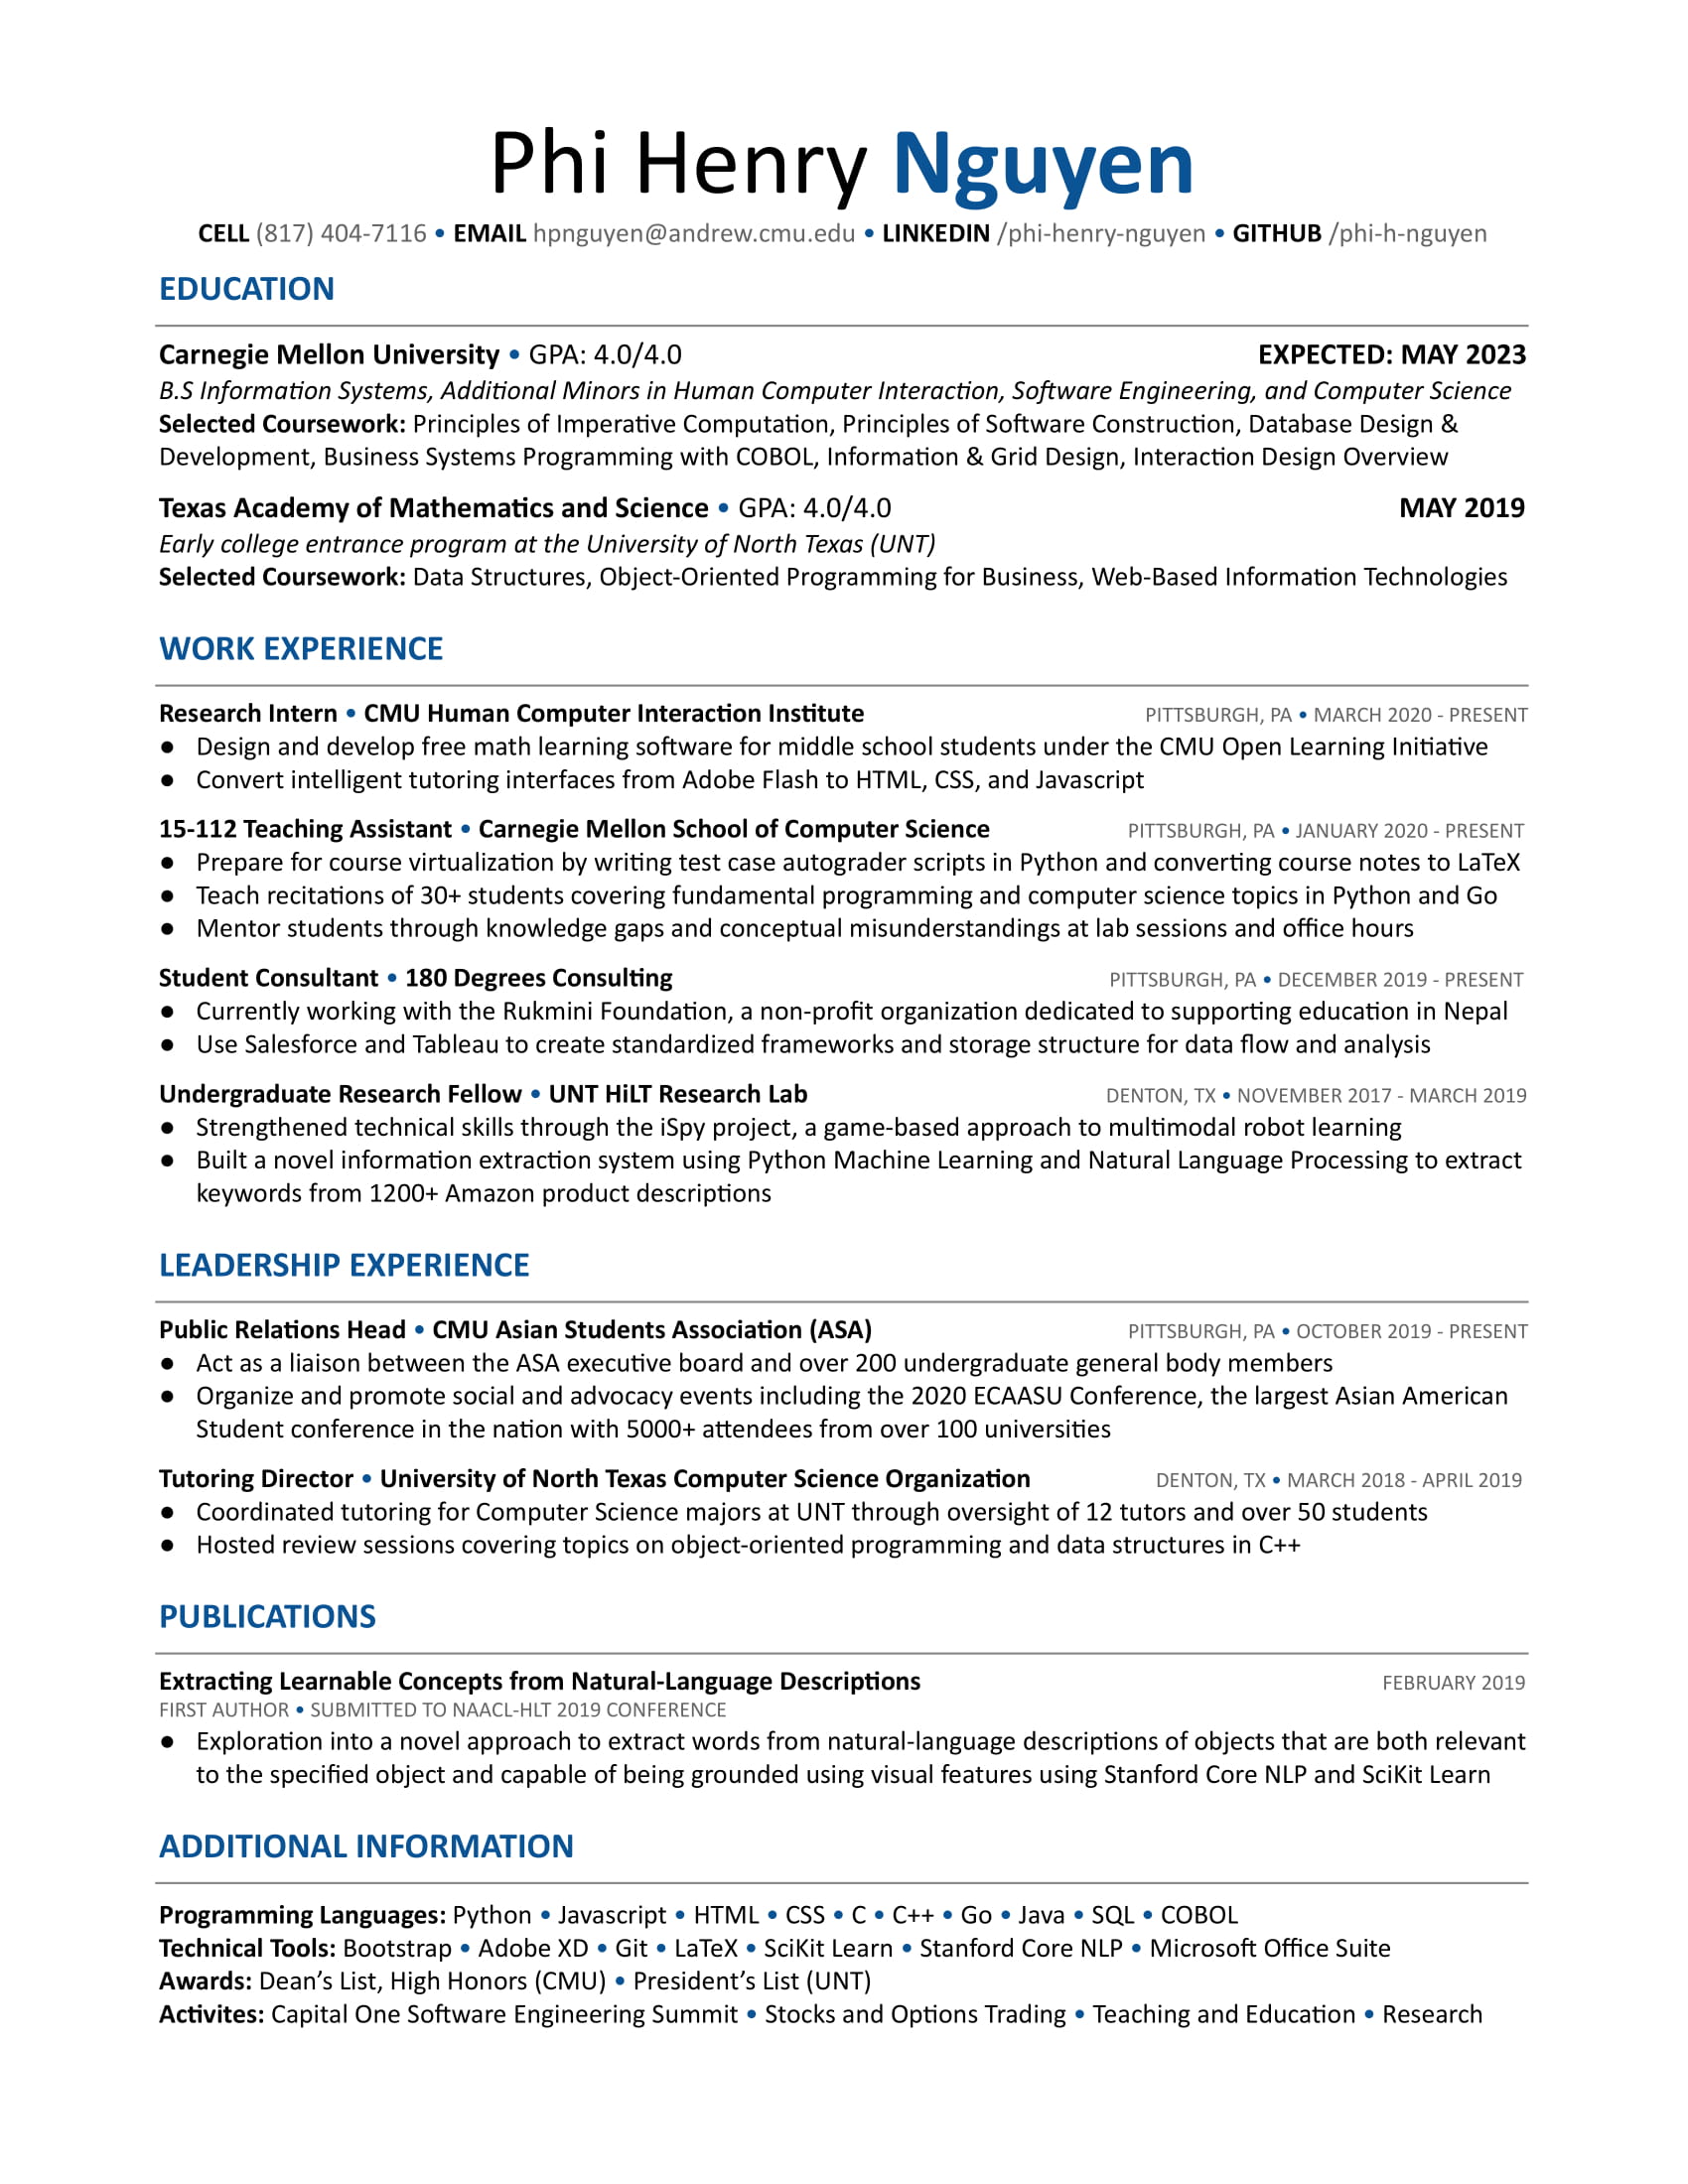 Phi Henry Nguyen
CELL (817) 404-7116 • EMAIL hpnguyen@andrew.cmu.edu • LINKEDIN /phi-henry-nguyen • GITHUB /phi-h-nguyen
EDUCATION
Carnegie Mellon University • GPA: 4.0/4.0 EXPECTED: MAY 2023
B.S Information Systems, Additional Minors in Human Computer Interaction, Software Engineering, and Computer Science
Selected Coursework: Principles of Imperative Computation, Principles of Software Construction, Database Design &
Development, Business Systems Programming with COBOL, Information & Grid Design, Interaction Design Overview
Texas Academy of Mathematics and Science • GPA: 4.0/4.0 MAY 2019
Early college entrance program at the University of North Texas (UNT)
Selected Coursework: Data Structures, Object-Oriented Programming for Business, Web-Based Information Technologies
WORK EXPERIENCE
Research Intern • CMU Human Computer Interaction Institute PITTSBURGH, PA • MARCH 2020 - PRESENT
● Design and develop free math learning software for middle school students under the CMU Open Learning Initiative
● Convert intelligent tutoring interfaces from Adobe Flash to HTML, CSS, and Javascript
15-112 Teaching Assistant • Carnegie Mellon School of Computer Science PITTSBURGH, PA • JANUARY 2020 - PRESENT
● Prepare for course virtualization by writing test case autograder scripts in Python and converting course notes to LaTeX
● Teach recitations of 30+ students covering fundamental programming and computer science topics in Python and Go
● Mentor students through knowledge gaps and conceptual misunderstandings at lab sessions and office hours
Student Consultant • 180 Degrees Consulting PITTSBURGH, PA • DECEMBER 2019 - PRESENT
● Currently working with the Rukmini Foundation, a non-profit organization dedicated to supporting education in Nepal
● Use Salesforce and Tableau to create standardized frameworks and storage structure for data flow and analysis
Undergraduate Research Fellow • UNT HiLT Research Lab DENTON, TX • NOVEMBER 2017 - MARCH 2019
● Strengthened technical skills through the iSpy project, a game-based approach to multimodal robot learning
● Built a novel information extraction system using Python Machine Learning and Natural Language Processing to extract
keywords from 1200+ Amazon product descriptions
LEADERSHIP EXPERIENCE
Public Relations Head • CMU Asian Students Association (ASA) PITTSBURGH, PA • OCTOBER 2019 - PRESENT
● Act as a liaison between the ASA executive board and over 200 undergraduate general body members
● Organize and promote social and advocacy events including the 2020 ECAASU Conference, the largest Asian American
Student conference in the nation with 5000+ attendees from over 100 universities
Tutoring Director • University of North Texas Computer Science Organization DENTON, TX • MARCH 2018 - APRIL 2019
● Coordinated tutoring for Computer Science majors at UNT through oversight of 12 tutors and over 50 students
● Hosted review sessions covering topics on object-oriented programming and data structures in C++
PUBLICATIONS
Extracting Learnable Concepts from Natural-Language Descriptions FEBRUARY 2019
FIRST AUTHOR • SUBMITTED TO NAACL-HLT 2019 CONFERENCE
● Exploration into a novel approach to extract words from natural-language descriptions of objects that are both relevant
to the specified object and capable of being grounded using visual features using Stanford Core NLP and SciKit Learn
ADDITIONAL INFORMATION
Programming Languages: Python • Javascript • HTML • CSS • C • C++ • Go • Java • SQL • COBOL
Technical Tools: Bootstrap • Adobe XD • Git • LaTeX • SciKit Learn • Stanford Core NLP • Microsoft Office Suite
Awards: Dean’s List, High Honors (CMU) • President’s List (UNT)
Activites: Capital One Software Engineering Summit • Stocks and Options Trading • Teaching and Education • Research